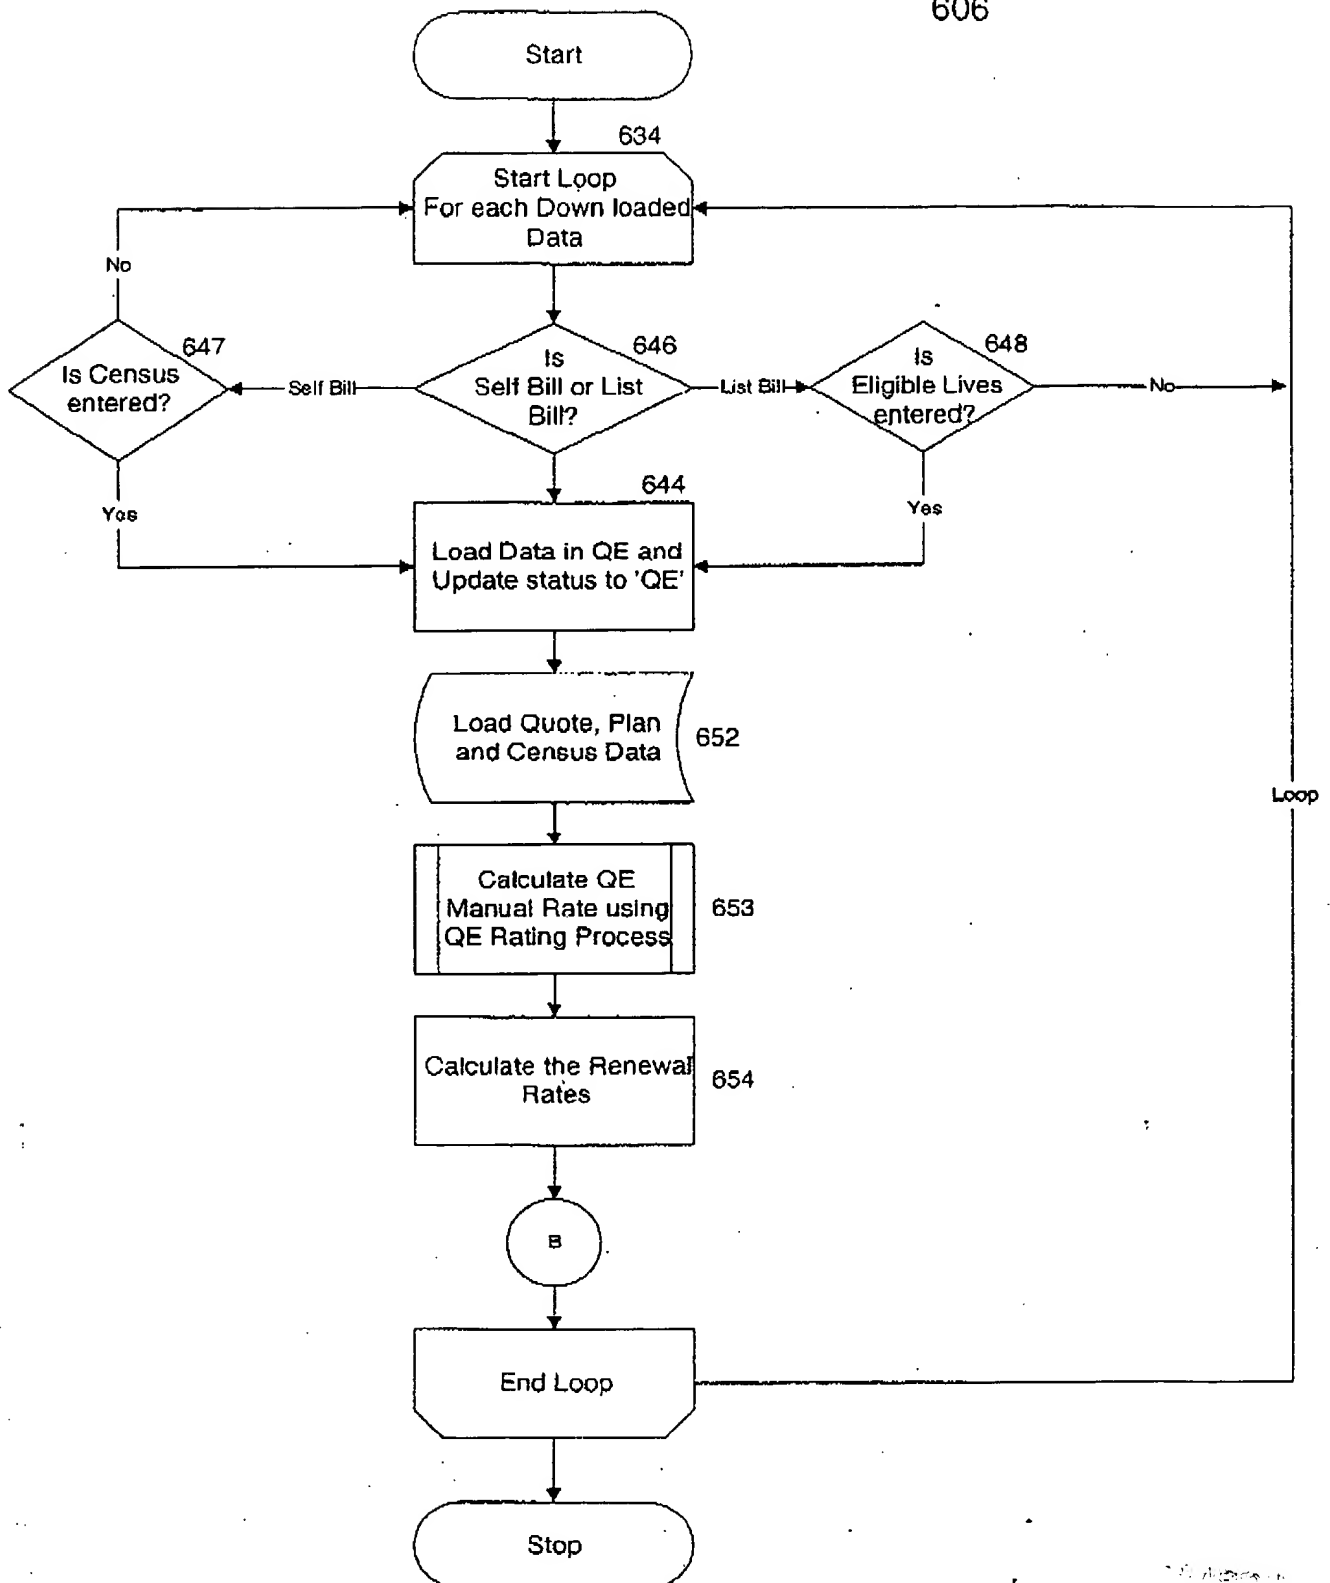 606
Start
634
Start Loop
For each Down loaded
Data
No
647
Is Census
entered?
Self Bill
646
Is
Self Bill or List
Bill?
List Bill
648
Is
Eligible Lives
entered?
No
Yes
644
Load Data in QE and
Update status to 'QE'
Yes
Load Quote, Plan
and Census Data
652
Loop
Calculate QE
Manual Rate using
QE Rating Process
653
Calculate the Renewal
Rates
654
B
End Loop
Stop